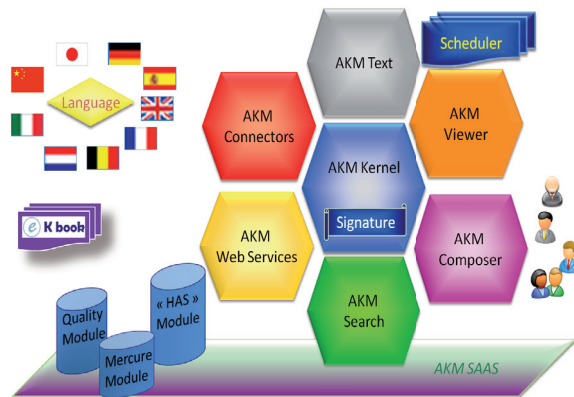 Scheduler
AKM Text
Language
AKM
Connectors
AKM
Viewer
AKM Kernel
Signature
e K book
AKM
Web Services
AKM
Composer
« HAS »
Module
Quality
Module
AKM
Search
Mercure
Module
AKM SAAS